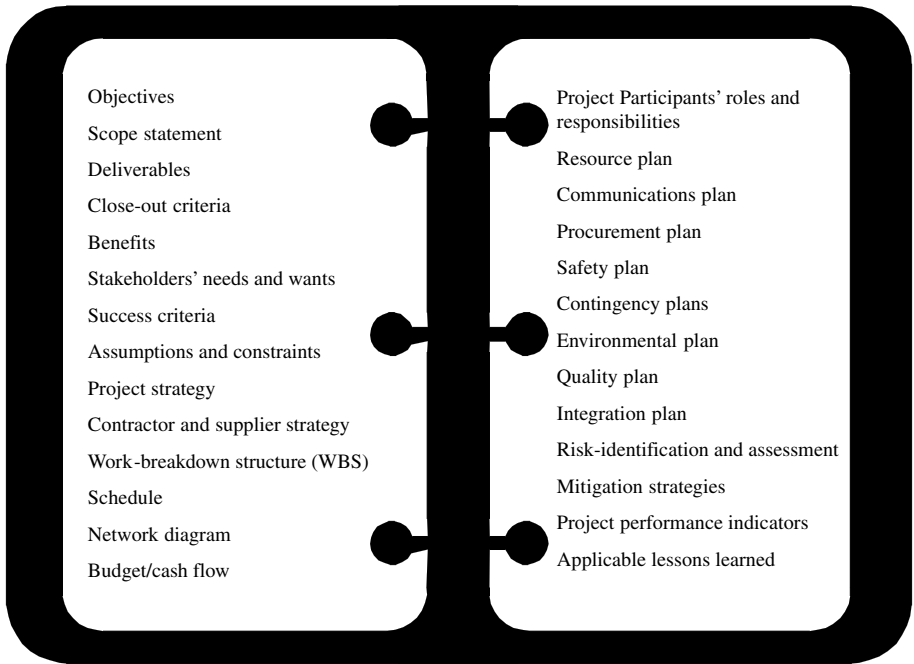 Objectives
Scope statement
Deliverables
Close-out criteria
Benefits
Stakeholders’ needs and wants
Success criteria
Assumptions and constraints
Project strategy
Contractor and supplier strategy
Work-breakdown structure (WBS)
Schedule
Network diagram
Budget/cash flow
Project Participants’ roles and
responsibilities
Resource plan
Communications plan
Procurement plan
Safety plan
Contingency plans
Environmental plan
Quality plan
Integration plan
Risk-identification and assessment
Mitigation strategies
Project performance indicators
Applicable lessons learned